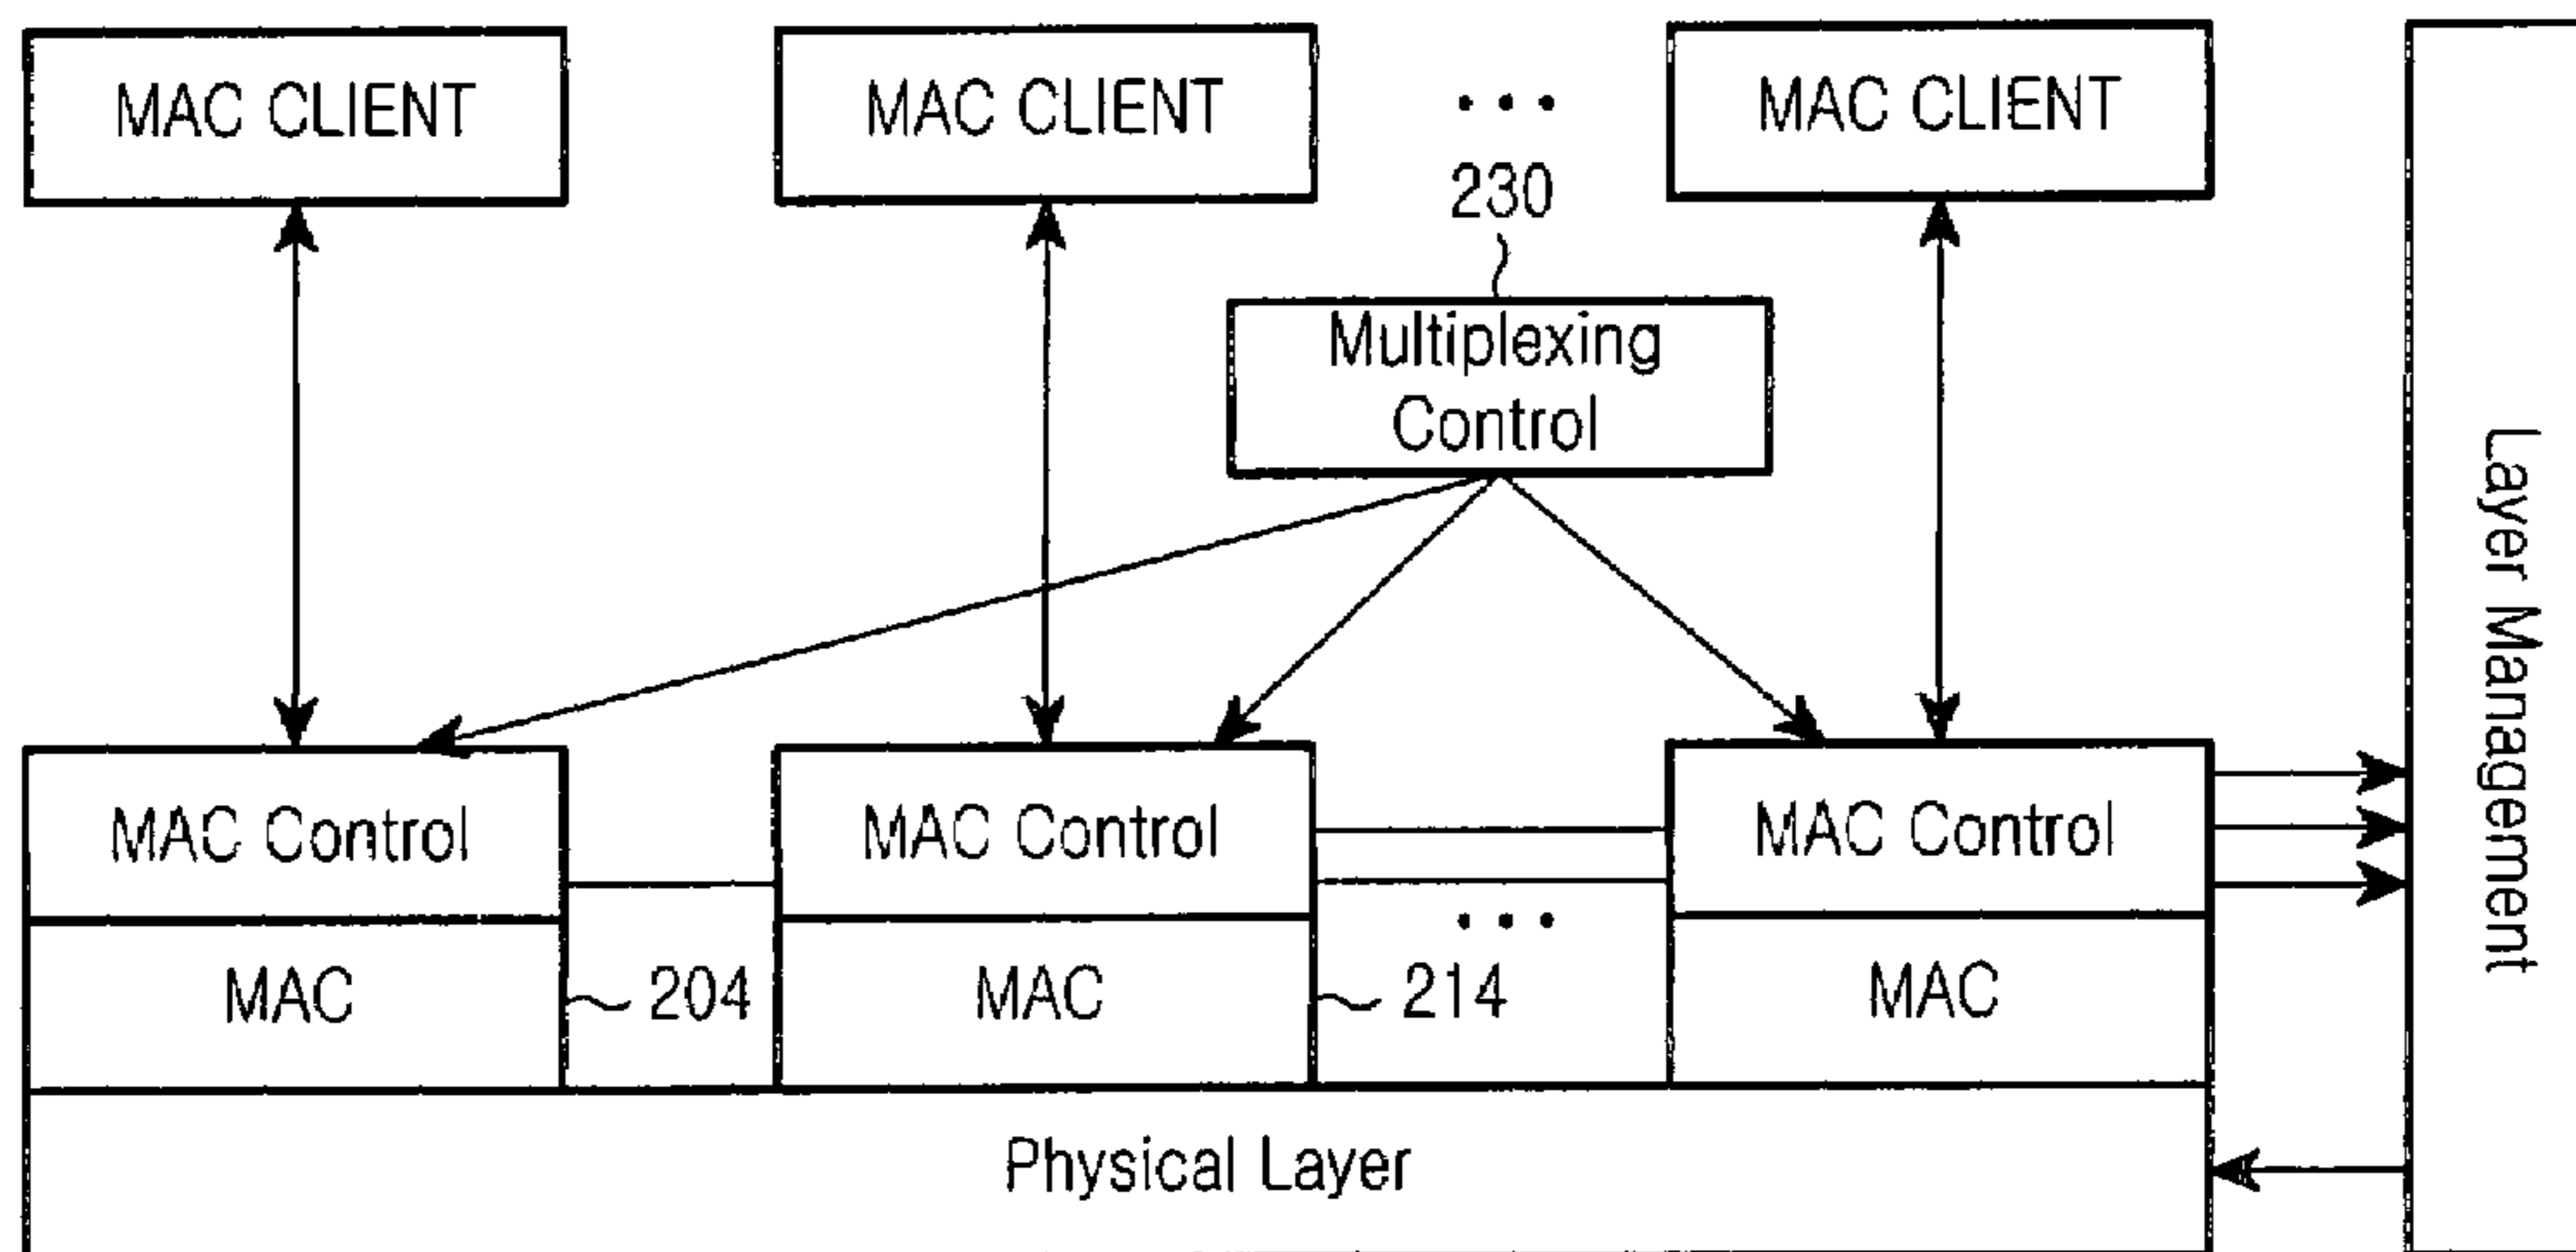 MAC CLIENT
MAC CLIENT
• • •
MAC CLIENT
230
Multiplexing
Control
Layer Management
MAC Control
MAC Control
MAC Control
• • •
MAC
204
MAC
214
MAC
Physical Layer